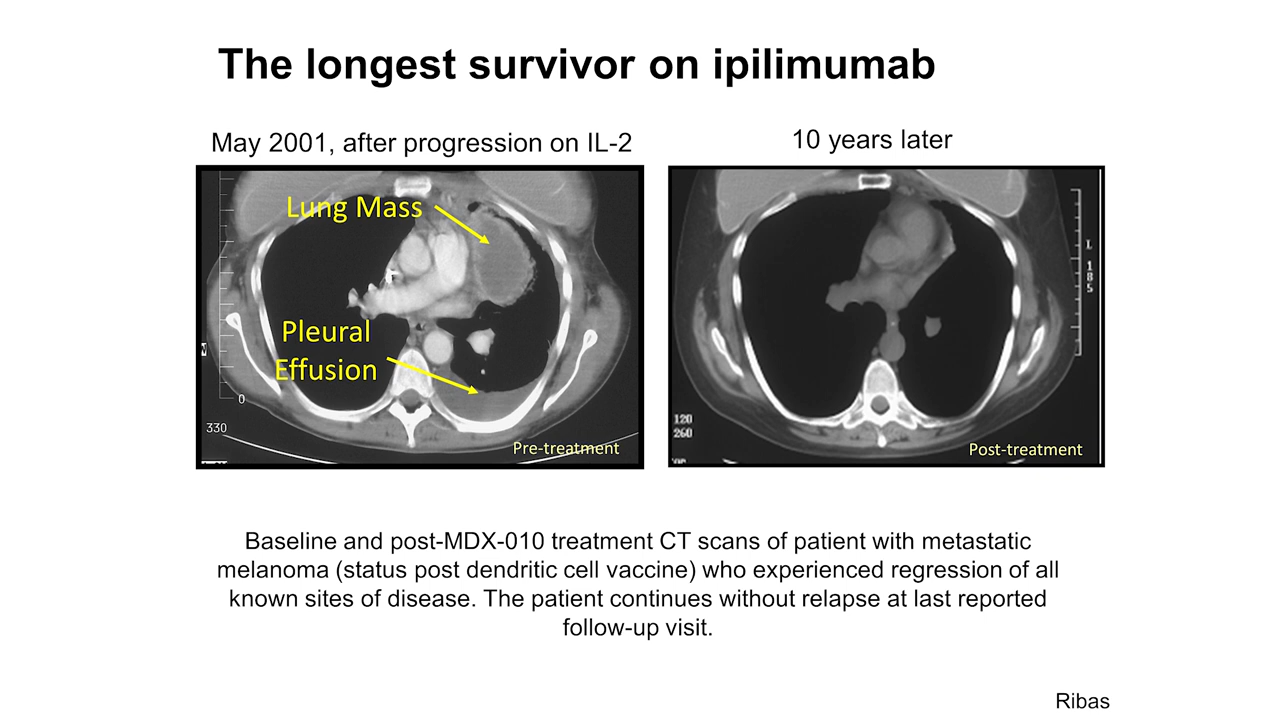 The longest survivor on ipilimumab
May 2001, after progression on IL-2
10 years later
Lung Mass
Pleural
Effusion
0
330
Pre-treatment
L
1
8
5
120
260
Post-treatment
Baseline and post-MDX-010 treatment CT scans of patient with metastatic
melanoma (status post dendritic cell vaccine) who experienced regression of all
known sites of disease. The patient continues without relapse at last reported
follow-up visit.
Ribas